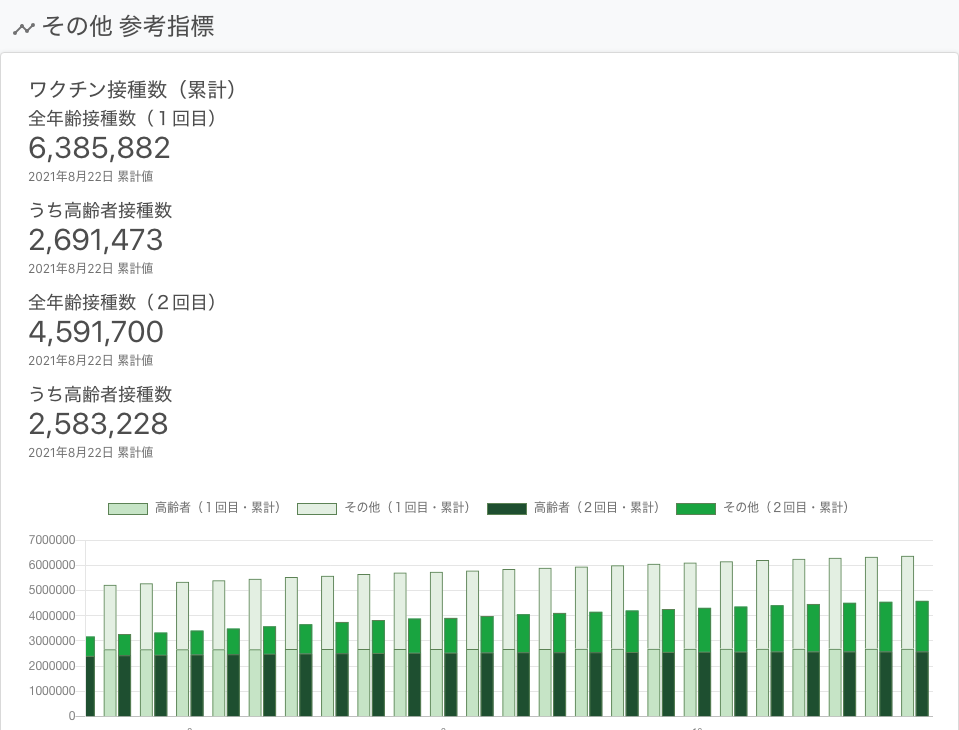 その他 参考指標
ワクチン接種数（累計）
全年齢接種数（１回目）
6,385,882
2021年8月22日 累計値
うち高齢者接種数
2,691,473
2021年8月22日 累計値
全年齢接種数（２回目）
4,591,700
2021年8月22日 累計値
うち高齢者接種数
2,583,228
2021年8月22日 累計値
高齢者（１回目・累計） その他（１回目・累計） 高齢者（２回目・累計） その他（２回目・累計）
7000000
6000000
5000000
4000000
3000000
2000000
1000000
0